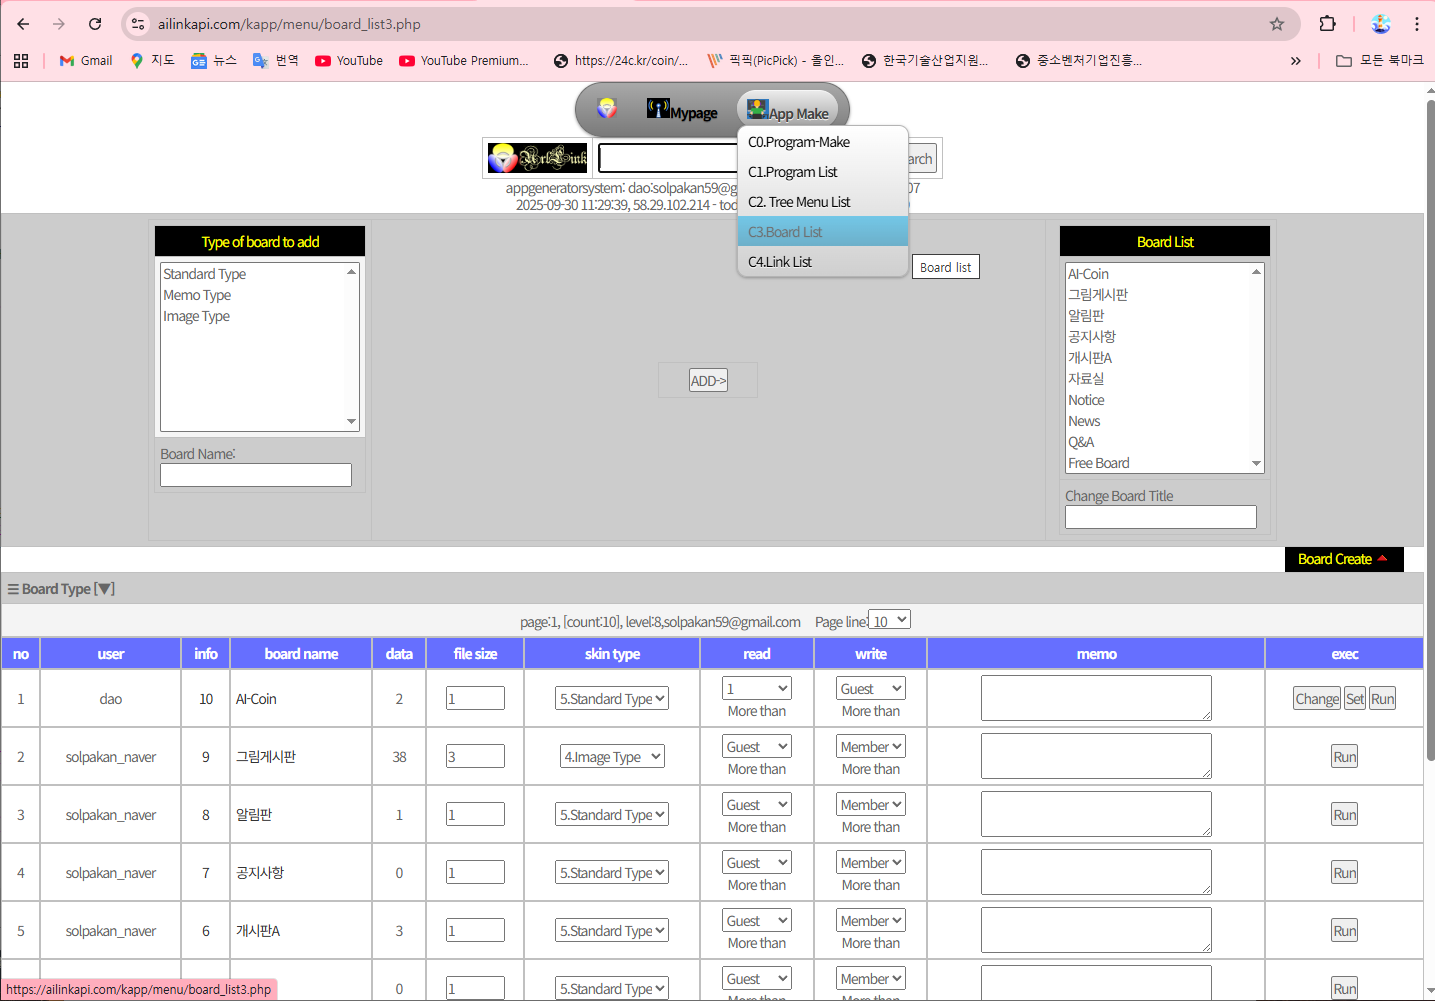 ailinkapi.com/kapp/menu/board_list3.php
Gmail
지도
뉴스
번역
YouTube
YouTube Premium...
https://24c.kr/coin/...
픽픽(PicPick) - 올인...
한국기술산업지원...
중소벤처기업진흥...
»
모든 북마크
Mypage
App Make
C0.Program-Make
C1.Program List
C2. Tree Menu List
C3.Board List
C4.Link List
Board list
UrlLink
arch
appgeneratorsystem: dao:solpakan59@g
07
2025-09-30 11:29:39, 58.29.102.214 - tod
Type of board to add
Standard Type
Memo Type
Image Type
Board Name:
ADD->
Board List
AI-Coin
그림게시판
알림판
공지사항
개시판A
자료실
Notice
News
Q&A
Free Board
Change Board Title
Board Create
☰ Board Type [▼]
page:1, [count:10], level:8,solpakan59@gmail.com Page line: 10
no user info board name data file size skin type read write memo exec
1 dao 10 AI-Coin 2 1 5.Standard Type 1 More than Guest More than Change Set Run
2 solpakan_naver 9 그림게시판 38 3 4.Image Type Guest More than Member More than Run
3 solpakan_naver 8 알림판 1 1 5.Standard Type Guest More than Member More than Run
4 solpakan_naver 7 공지사항 0 1 5.Standard Type Guest More than Member More than Run
5 solpakan_naver 6 개시판A 3 1 5.Standard Type Guest More than Member More than Run
0 1 5.Standard Type Guest More than Member More than Run
https://ailinkapi.com/kapp/menu/board_list3.php